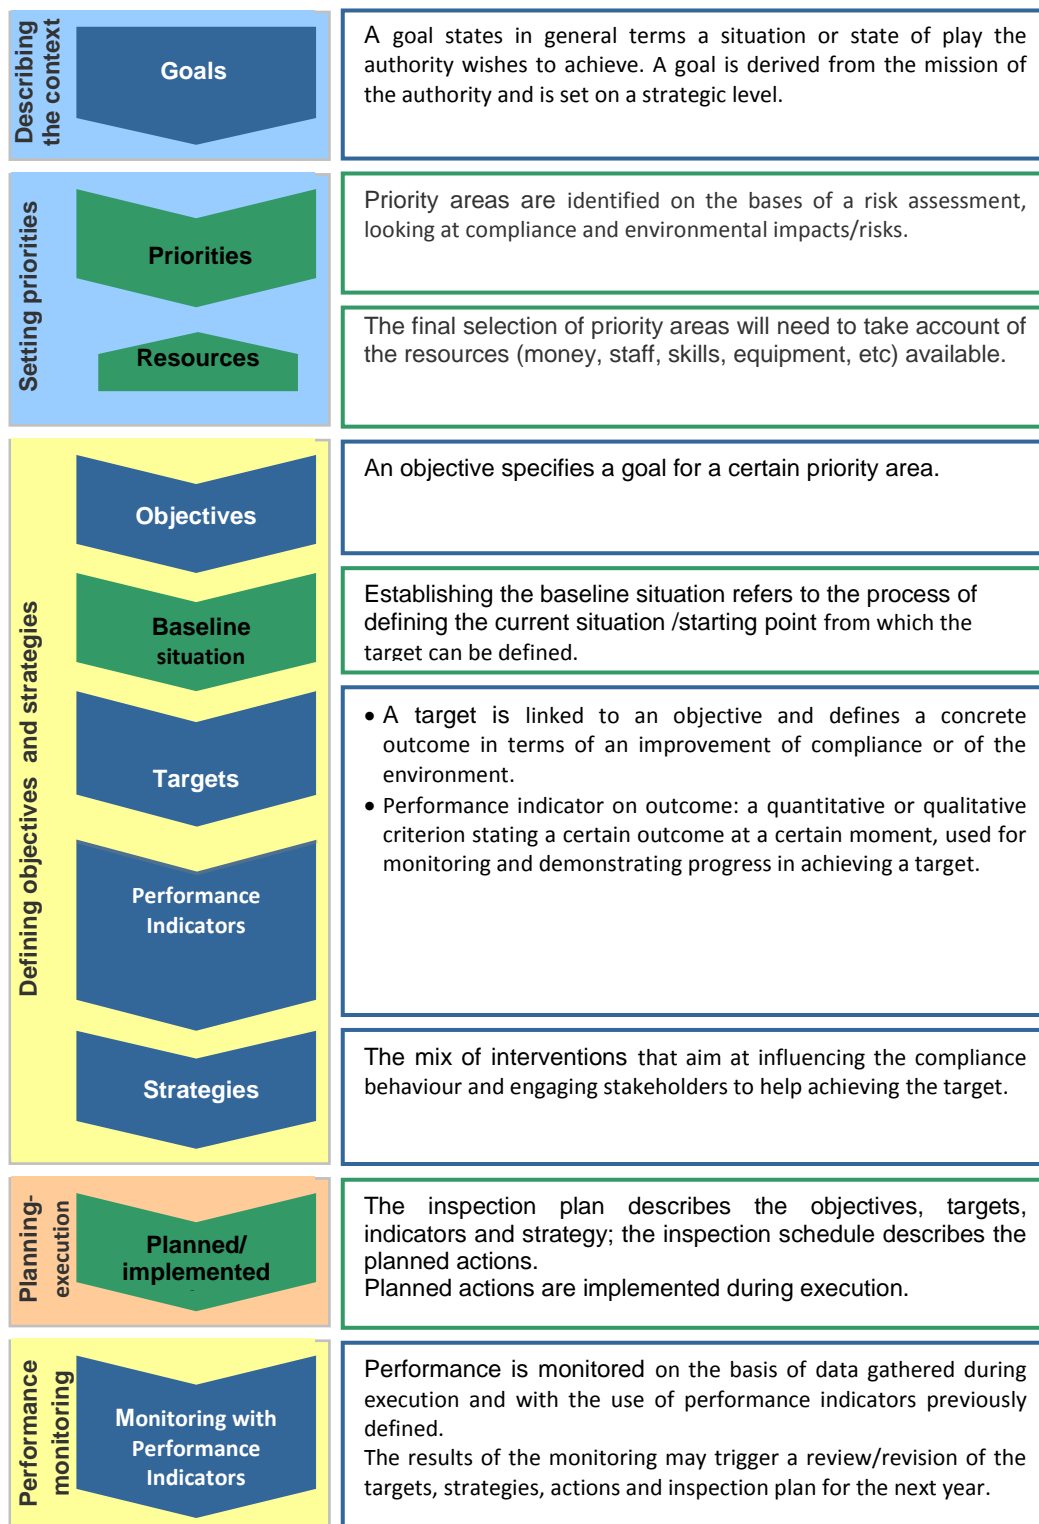 Describing
the context
Goals
A goal states in general terms a situation or state of play the
authority wishes to achieve. A goal is derived from the mission of
the authority and is set on a strategic level.
Setting priorities
Priorities
Priority areas are identified on the bases of a risk assessment,
looking at compliance and environmental impacts/risks.
Resources
The final selection of priority areas will need to take account of
the resources (money, staff, skills, equipment, etc) available.
Defining objectives and strategies
Objectives
An objective specifies a goal for a certain priority area.
Baseline
situation
Establishing the baseline situation refers to the process of
defining the current situation /starting point from which the
target can be defined.
Targets
• A target is linked to an objective and defines a concrete
outcome in terms of an improvement of compliance or of the
environment.
• Performance indicator on outcome: a quantitative or qualitative
criterion stating a certain outcome at a certain moment, used for
monitoring and demonstrating progress in achieving a target.
Performance
Indicators
Strategies
The mix of interventions that aim at influencing the compliance
behaviour and engaging stakeholders to help achieving the target.
Planning-
execution
Planned/
implemented
The inspection plan describes the objectives, targets,
indicators and strategy; the inspection schedule describes the
planned actions.
Planned actions are implemented during execution.
Performance
monitoring
Monitoring with
Performance
Indicators
Performance is monitored on the basis of data gathered during
execution and with the use of performance indicators previously
defined.
The results of the monitoring may trigger a review/revision of the
targets, strategies, actions and inspection plan for the next year.